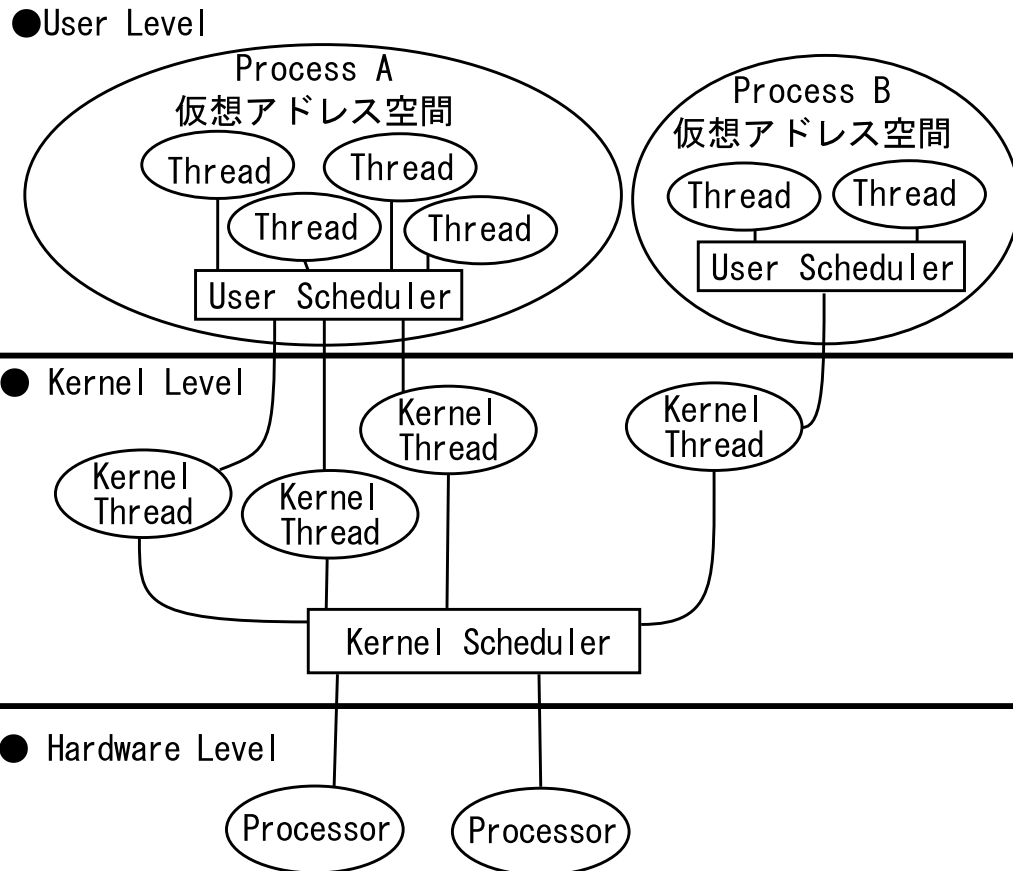 ●User Level
Process A
仮想アドレス空間
Thread
Thread
Thread
Thread
User Scheduler
Process B
仮想アドレス空間
Thread
Thread
User Scheduler
● Kernel Level
Kernel
Thread
Kernel
Thread
Kernel
Thread
Kernel
Thread
Kernel Scheduler
● Hardware Level
Processor
Processor